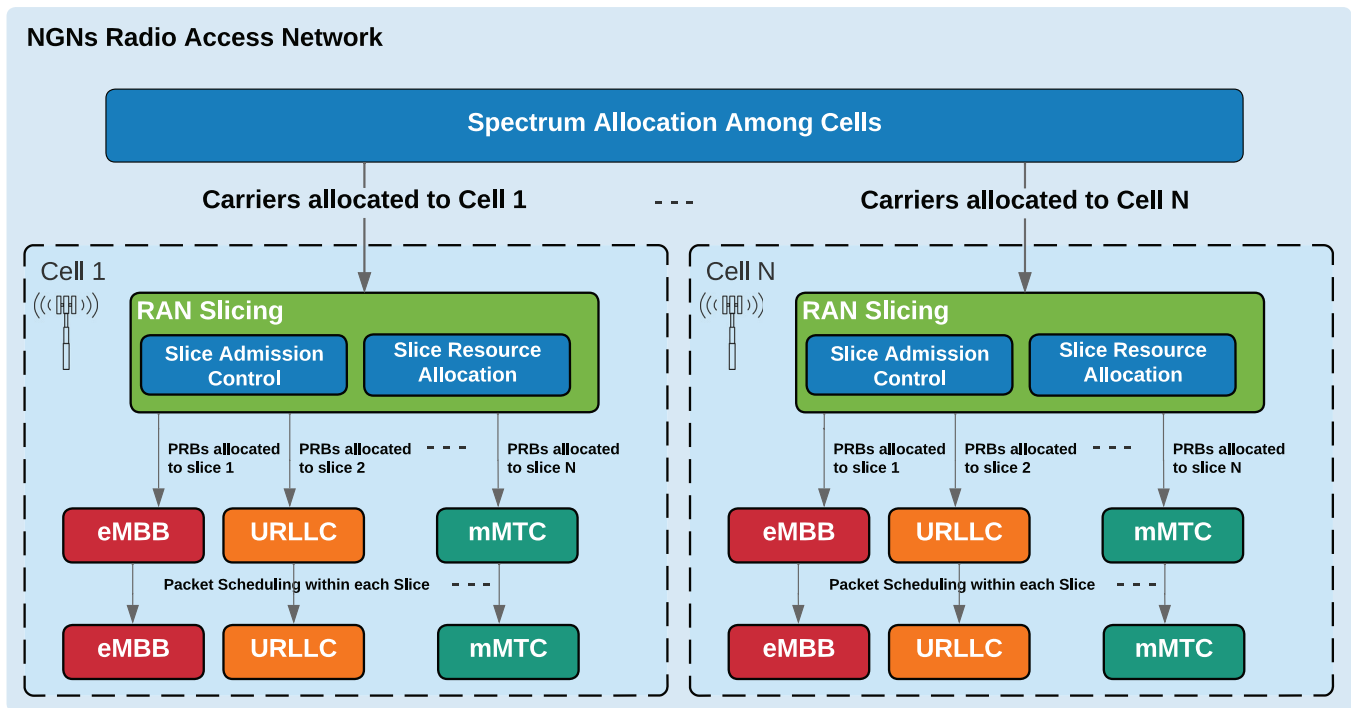 NGNs Radio Access Network
Spectrum Allocation Among Cells
Carriers allocated to Cell 1
Carriers allocated to Cell N
Cell 1
RAN Slicing
Slice Admission
Control
Slice Resource
Allocation
PRBs allocated
to slice 1
PRBs allocated
to slice 2
PRBs allocated
to slice N
eMBB
URLLC
mMTC
Packet Scheduling within each Slice
eMBB
URLLC
mMTC
Cell N
RAN Slicing
Slice Admission
Control
Slice Resource
Allocation
PRBs allocated
to slice 1
PRBs allocated
to slice 2
PRBs allocated
to slice N
eMBB
URLLC
mMTC
Packet Scheduling within each Slice
eMBB
URLLC
mMTC